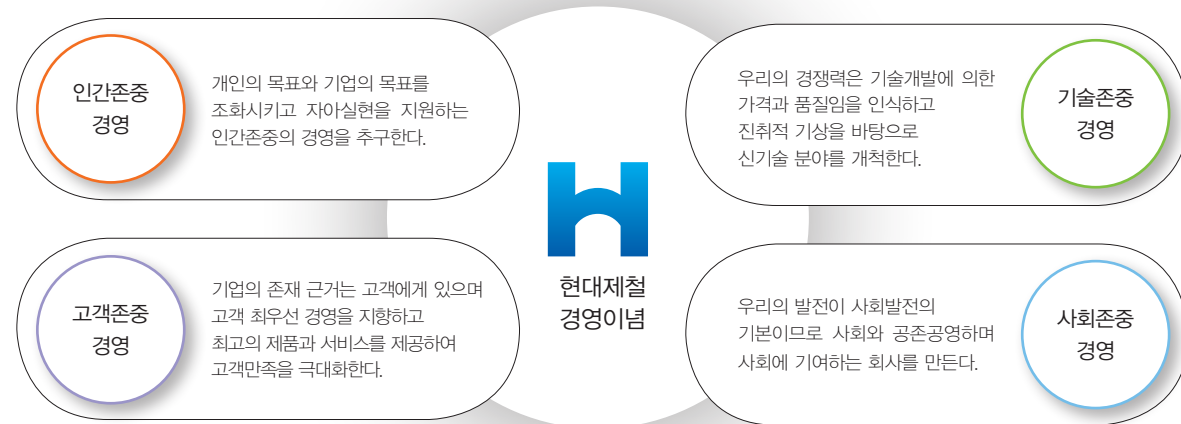 인간존중
경영
개인의 목표와 기업의 목표를
조화시키고 자아실현을 지원하는
인간존중의 경영을 추구한다.
우리의 경쟁력은 기술개발에 의한
가격과 품질임을 인식하고
진취적 기상을 바탕으로
신기술 분야를 개척한다.
기술존중
경영
현대제철
경영이념
고객존중
경영
기업의 존재 근거는 고객에게 있으며
고객 최우선 경영을 지향하고
최고의 제품과 서비스를 제공하여
고객만족을 극대화한다.
우리의 발전이 사회발전의
기본이므로 사회와 공존공영하며
사회에 기여하는 회사를 만든다.
사회존중
경영